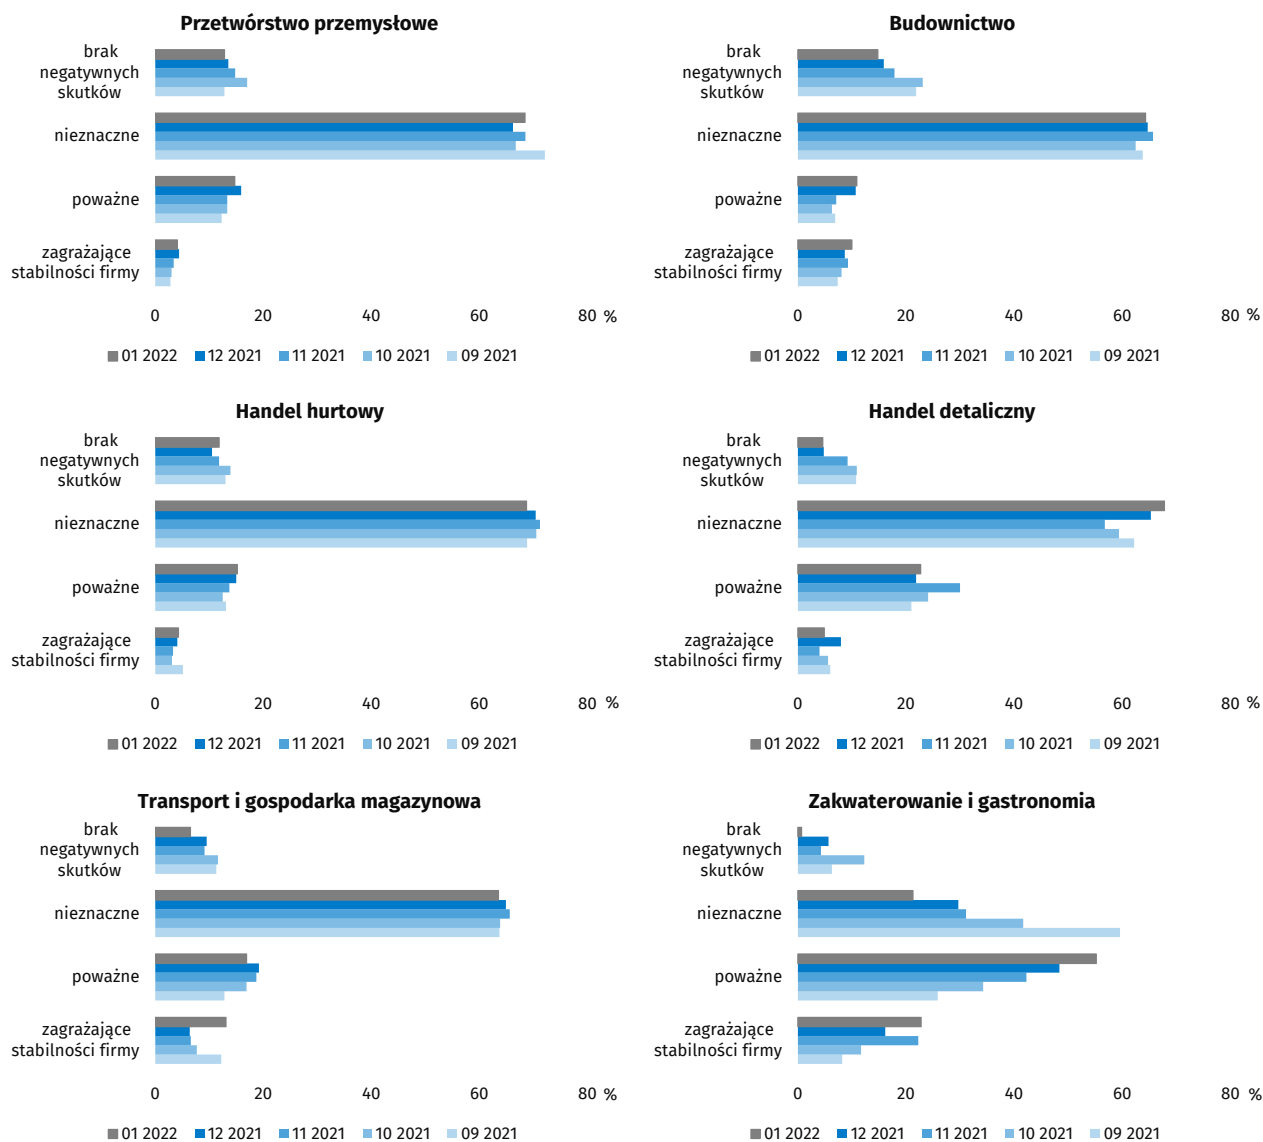 Przetwórstwo przemysłowe
brak
negatywnych
skutków
nieznaczne
poważne
zagrażające
stabilności firmy
0 20 40 60 80 %
01 2022 12 2021 11 2021 10 2021 09 2021
Budownictwo
brak
negatywnych
skutków
nieznaczne
poważne
zagrażające
stabilności firmy
0 20 40 60 80 %
01 2022 12 2021 11 2021 10 2021 09 2021
Handel hurtowy
brak
negatywnych
skutków
nieznaczne
poważne
zagrażające
stabilności firmy
0 20 40 60 80 %
01 2022 12 2021 11 2021 10 2021 09 2021
Handel detaliczny
brak
negatywnych
skutków
nieznaczne
poważne
zagrażające
stabilności firmy
0 20 40 60 80 %
01 2022 12 2021 11 2021 10 2021 09 2021
Transport i gospodarka magazynowa
brak
negatywnych
skutków
nieznaczne
poważne
zagrażające
stabilności firmy
0 20 40 60 80 %
01 2022 12 2021 11 2021 10 2021 09 2021
Zakwaterowanie i gastronomia
brak
negatywnych
skutków
nieznaczne
poważne
zagrażające
stabilności firmy
0 20 40 60 80 %
01 2022 12 2021 11 2021 10 2021 09 2021